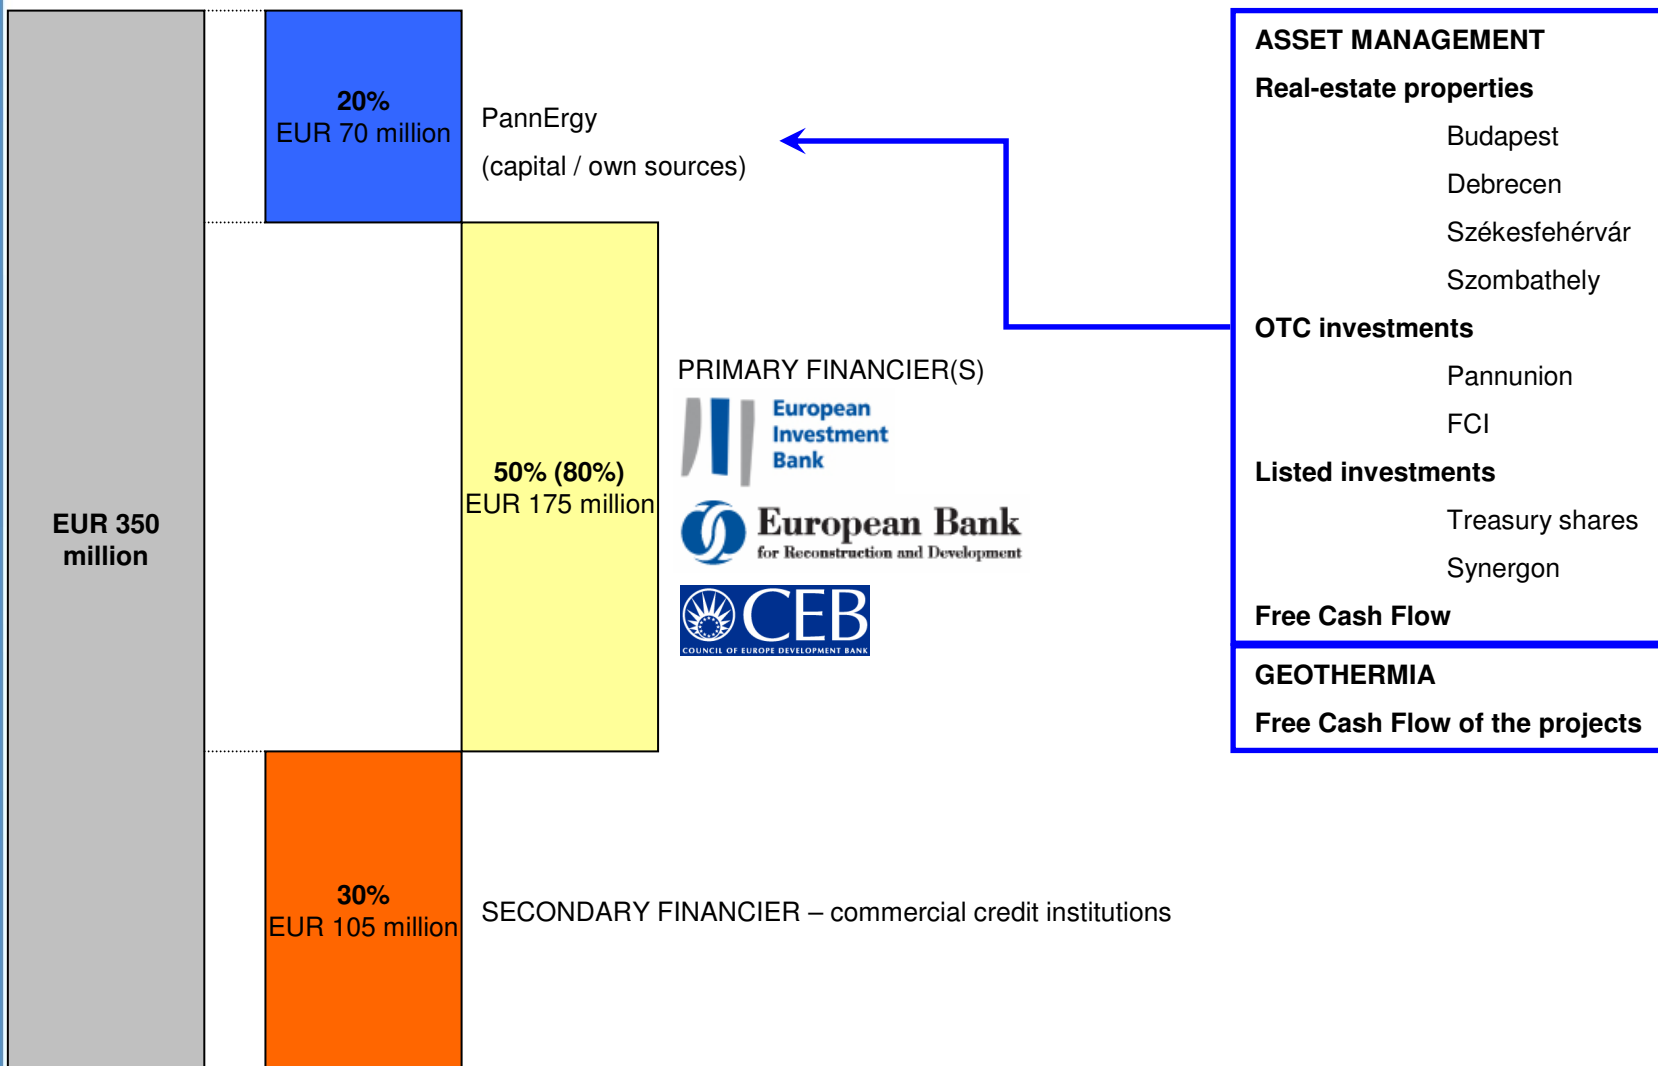 EUR 350
million
20%
EUR 70 million
PannErgy
(capital / own sources)
50% (80%)
EUR 175 million
PRIMARY FINANCIER(S)
European
Investment
Bank
European Bank
for Reconstruction and Development
CEB
COUNCIL OF EUROPE DEVELOPMENT BANK
30%
EUR 105 million
SECONDARY FINANCIER – commercial credit institutions
ASSET MANAGEMENT
Real-estate properties
Budapest
Debrecen
Székesfehérvár
Szombathely
OTC investments
Pannunion
FCI
Listed investments
Treasury shares
Synergon
Free Cash Flow
GEOTHERMIA
Free Cash Flow of the projects